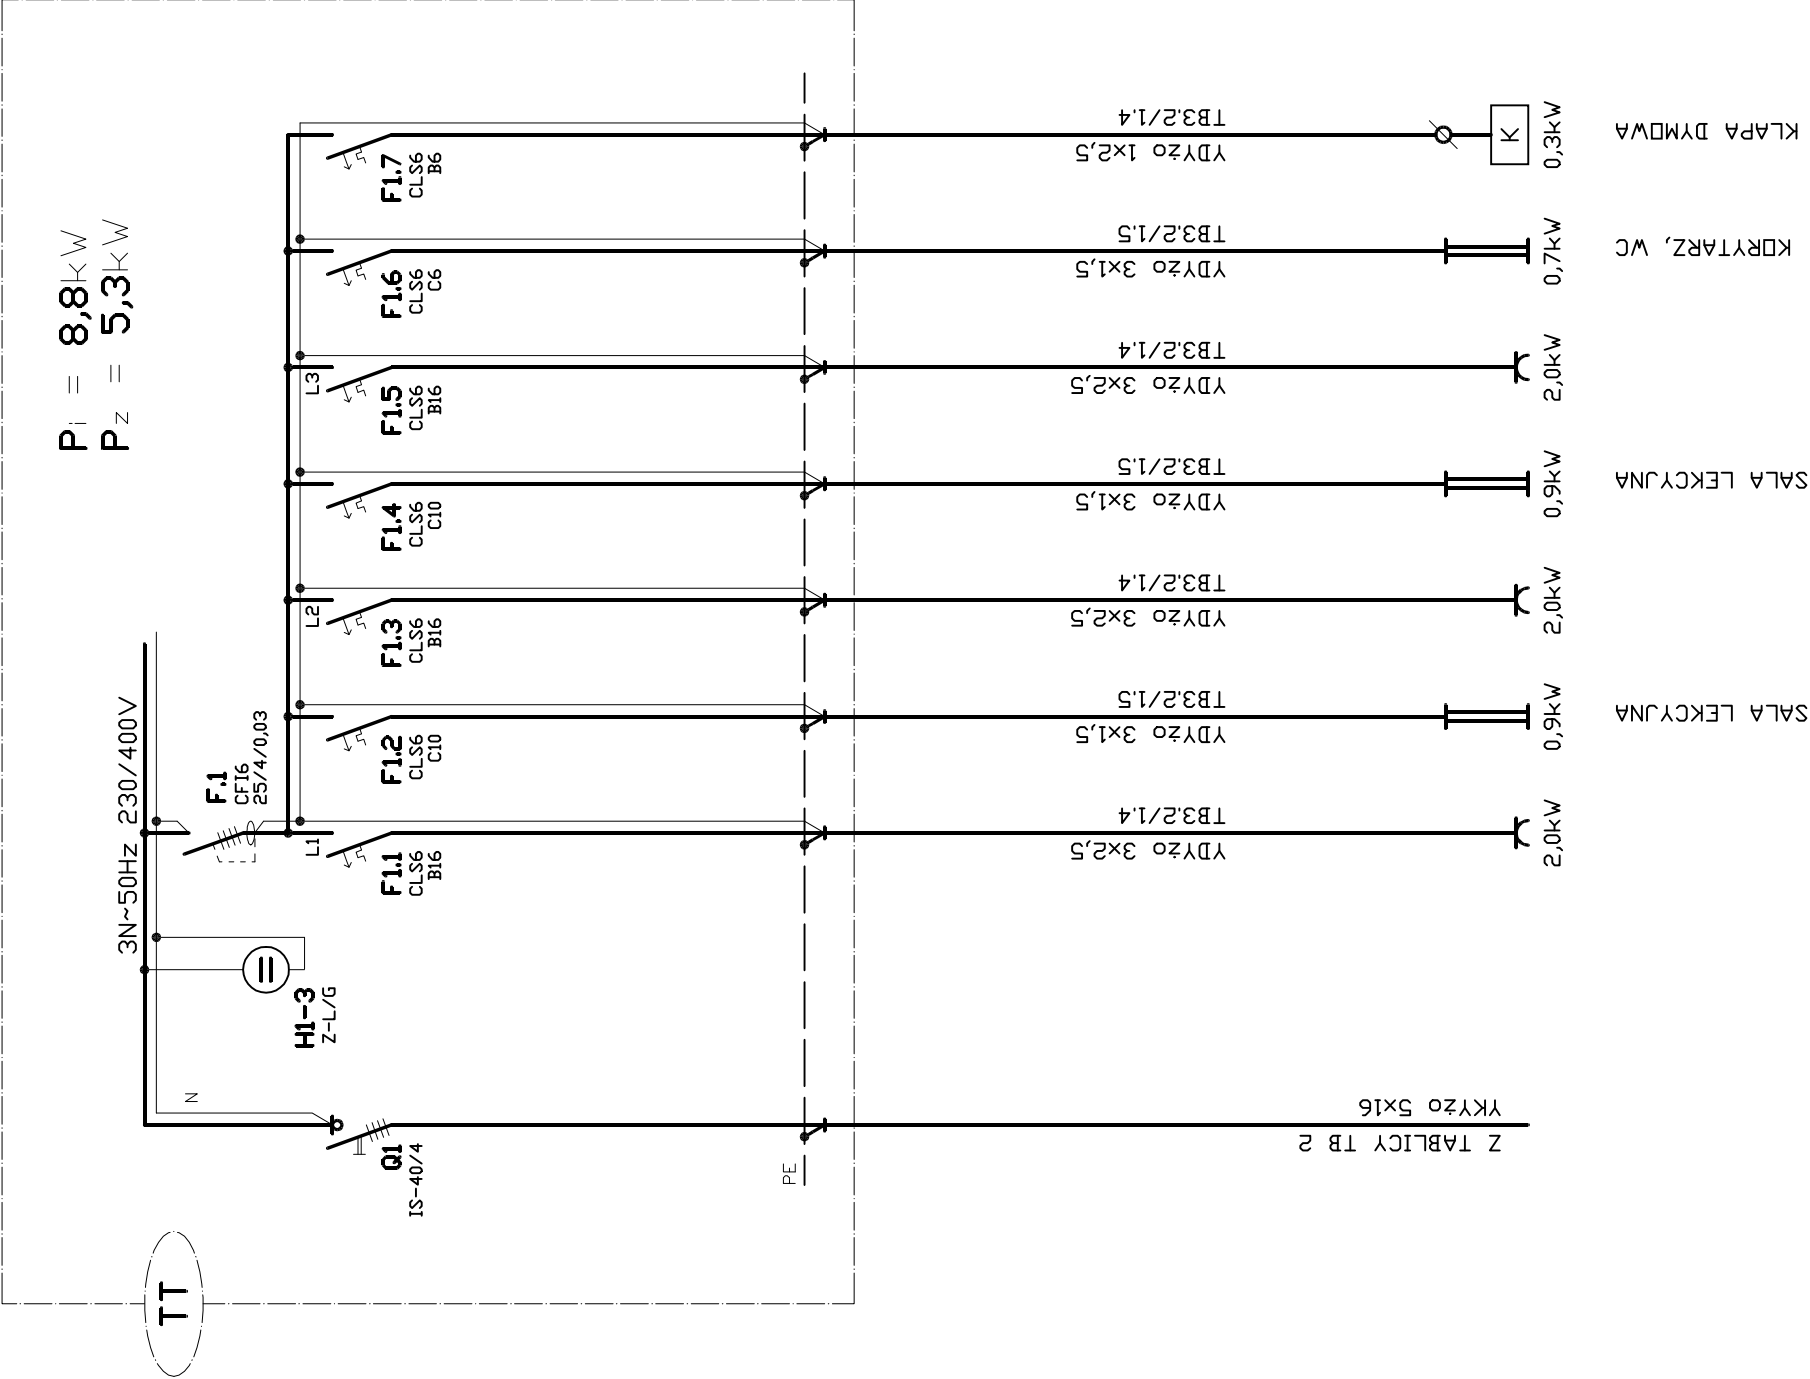 Pi = 8,8kW
Pz = 5,3kW
3N~50Hz 230/400V
F.1
CFI6
25/4/0,03
H1-3
Z-L/G
N
Q1
IS-40/4
PE
TT
Z TABLICY TB 2
YKYżo 5x16
L1
F1.1
CLS6
B16
TB3.2/1.4
YDYżo 3x2,5
2,0kW
F1.2
CLS6
C10
TB3.2/1.5
YDYżo 3x1,5
0,9kW
SALA LEKCYJNA
L2
F1.3
CLS6
B16
TB3.2/1.4
YDYżo 3x2,5
2,0kW
F1.4
CLS6
C10
TB3.2/1.5
YDYżo 3x1,5
0,9kW
SALA LEKCYJNA
L3
F1.5
CLS6
B16
TB3.2/1.4
YDYżo 3x2,5
2,0kW
F1.6
CLS6
C6
TB3.2/1.5
YDYżo 3x1,5
0,7kW
KORYTARZ, WC
F1.7
CLS6
B6
TB3.2/1.4
YDYżo 1x2,5
K
0,3kW
KLAPA DYMOWA